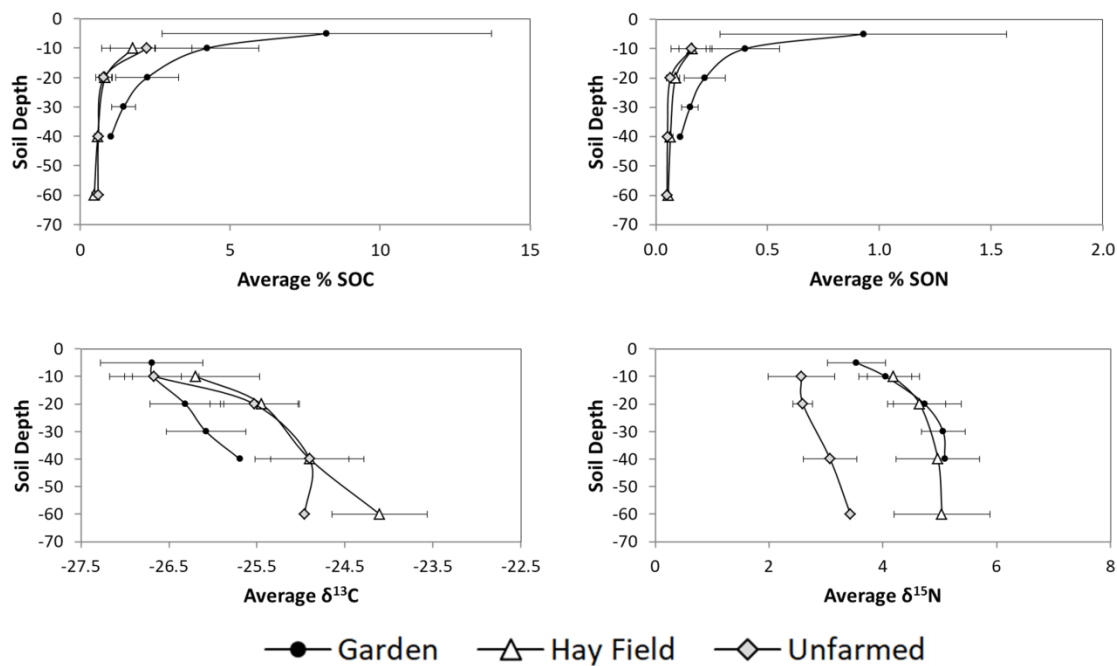 0
-10
-20
-30
-40
-50
-60
-70
Soil Depth
0 5 10 15
Average % SOC
0
-10
-20
-30
-40
-50
-60
-70
Soil Depth
0.0 0.5 1.0 1.5 2.0
Average % SON
0
-10
-20
-30
-40
-50
-60
-70
Soil Depth
-27.5 -26.5 -25.5 -24.5 -23.5 -22.5
Average δ¹³C
0
-10
-20
-30
-40
-50
-60
-70
Soil Depth
0 2 4 6 8
Average δ¹⁵N
Garden Hay Field Unfarmed